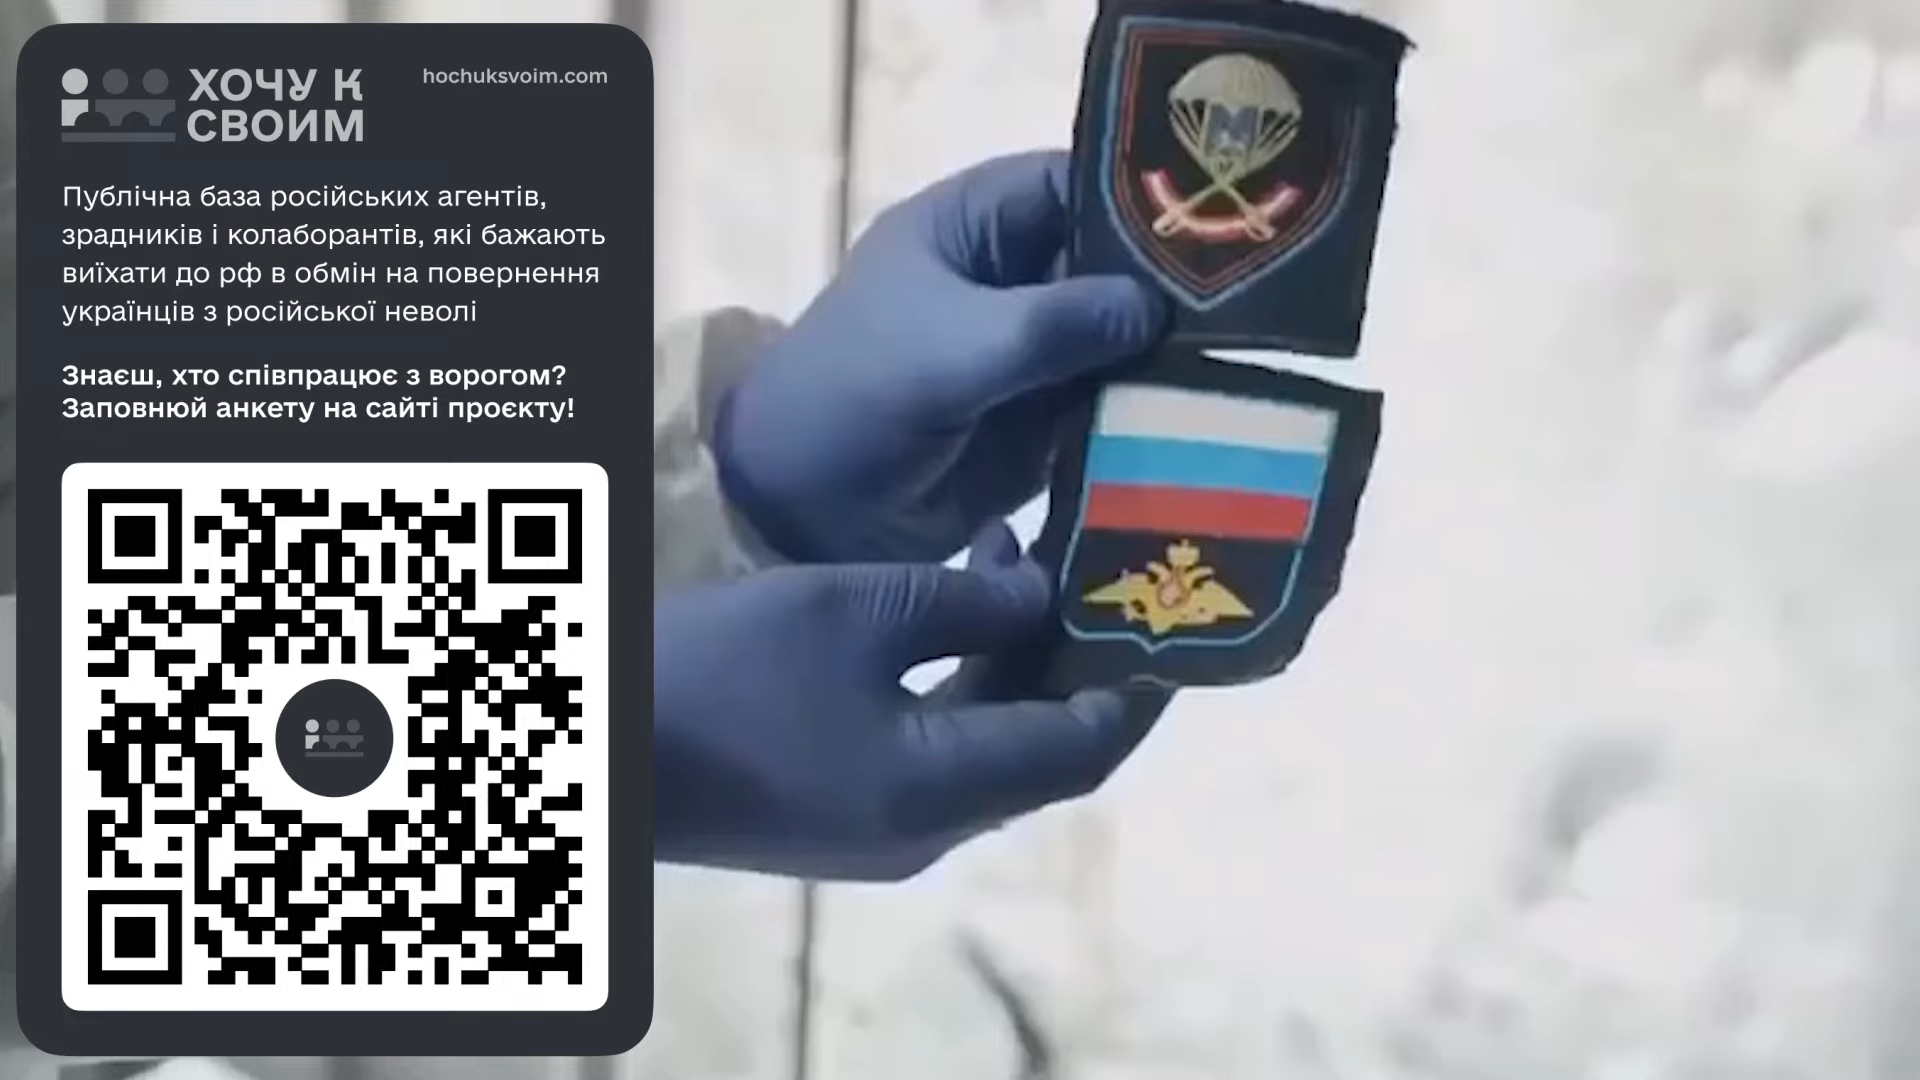 ХОЧУ К
СВОИМ
hochuksvoim.com
Публічна база російських агентів,
зрадників і колаборантів, які бажають
виїхати до рф в обмін на повернення
українців з російської неволі
Знаєш, хто співпрацює з ворогом?
Заповнюй анкету на сайті проєкту!